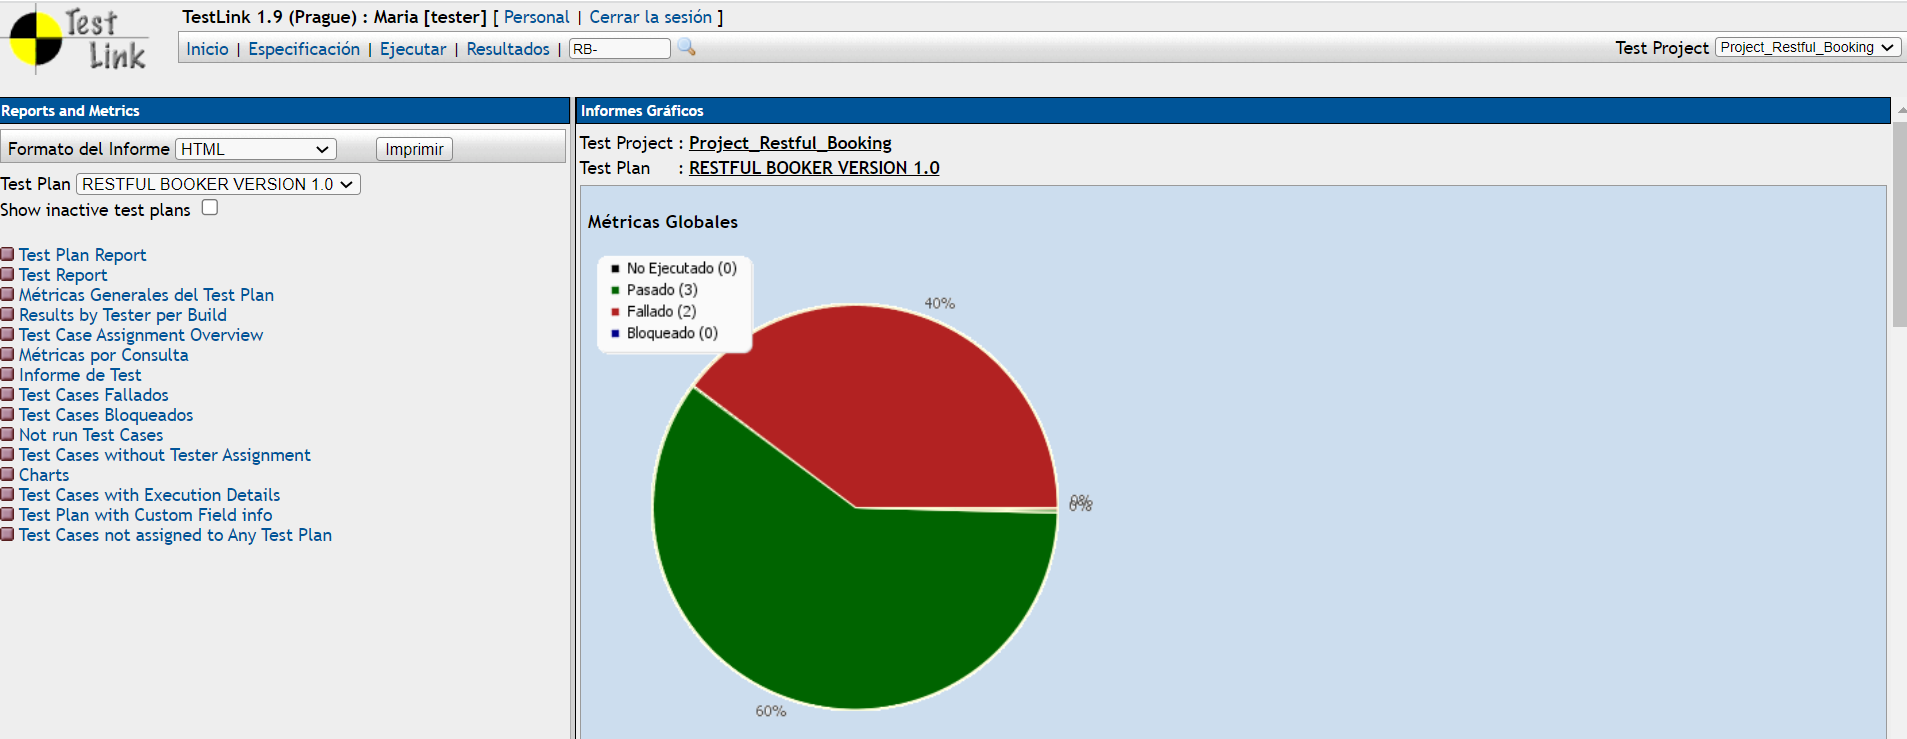 Test
Link
TestLink 1.9 (Prague) : Maria [tester] [ Personal | Cerrar la sesión ]
Inicio | Especificación | Ejecutar | Resultados | RB-
Test Project Project_Restful_Booking
Reports and Metrics
Formato del Informe HTML Imprimir
Test Plan RESTFUL BOOKER VERSION 1.0
Show inactive test plans
Test Plan Report
Test Report
Métricas Generales del Test Plan
Results by Tester per Build
Test Case Assignment Overview
Métricas por Consulta
Informe de Test
Test Cases Fallados
Test Cases Bloqueados
Not run Test Cases
Test Cases without Tester Assignment
Charts
Test Cases with Execution Details
Test Plan with Custom Field info
Test Cases not assigned to Any Test Plan
Informes Gráficos
Test Project : Project_Restful_Booking
Test Plan : RESTFUL BOOKER VERSION 1.0
Métricas Globales
No Ejecutado (0)
Pasado (3)
Fallado (2)
Bloqueado (0)
40%
0%
0%
60%